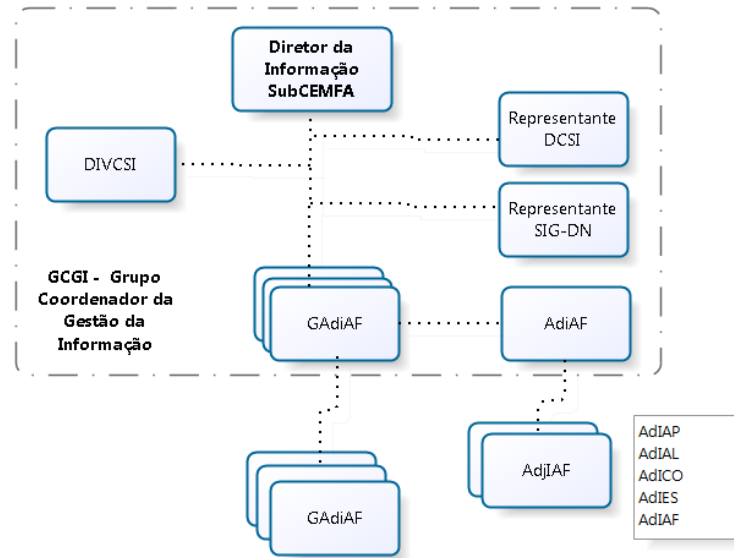 Diretor da
Informação
SubCEMFA
Representante
DCSI
DIVCSI
Representante
SIG-DN
GCGI - Grupo
Coordenador da
Gestão da
Informação
GAdiAF
AdiAF
GAdiAF
AdjIAF
AdIAP
AdIAL
AdICO
AdIES
AdIAF